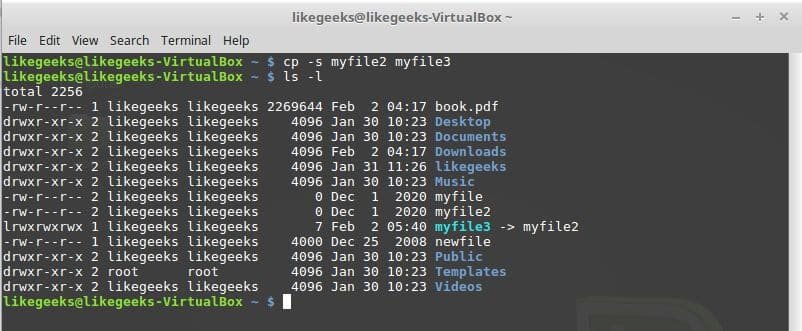 likegeeks@likegeeks-VirtualBox ~
File Edit View Search Terminal Help
likegeeks@likegeeks-VirtualBox ~ $ cp -s myfile2 myfile3
likegeeks@likegeeks-VirtualBox ~ $ ls -l
total 2256
-rw-r--r-- 1 likegeeks likegeeks 2269644 Feb  2 04:17 book.pdf
drwxr-xr-x 2 likegeeks likegeeks    4096 Jan 30 10:23 Desktop
drwxr-xr-x 2 likegeeks likegeeks    4096 Jan 30 10:23 Documents
drwxr-xr-x 2 likegeeks likegeeks    4096 Feb  2 04:17 Downloads
drwxr-xr-x 2 likegeeks likegeeks    4096 Jan 31 11:26 likegeeks
drwxr-xr-x 2 likegeeks likegeeks    4096 Jan 30 10:23 Music
-rw-r--r-- 2 likegeeks likegeeks       0 Dec  1  2020 myfile
-rw-r--r-- 2 likegeeks likegeeks       0 Dec  1  2020 myfile2
lrwxrwxrwx 1 likegeeks likegeeks       7 Feb  2 05:40 myfile3 -> myfile2
-rw-r--r-- 1 likegeeks likegeeks    4000 Dec 25  2008 newfile
drwxr-xr-x 2 likegeeks likegeeks    4096 Jan 30 10:23 Public
drwxr-xr-x 2 root      root         4096 Jan 30 10:23 Templates
drwxr-xr-x 2 likegeeks likegeeks    4096 Jan 30 10:23 Videos
likegeeks@likegeeks-VirtualBox ~ $